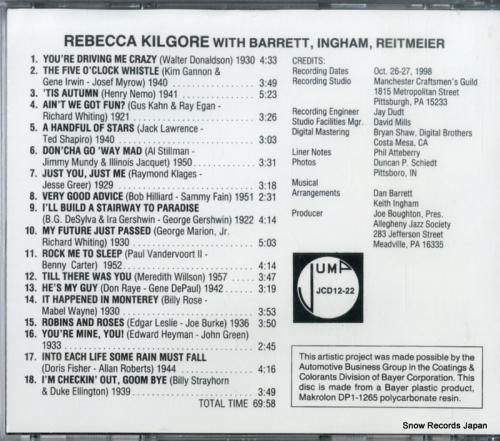 REBECCA KILGORE WITH BARRETT, INGHAM, REITMEIER
1. YOU'RE DRIVING ME CRAZY (Walter Donaldson) 1930 4:33
2. THE FIVE O'CLOCK WHISTLE (Kim Gannon &
Gene Irwin - Josef Myrow) 1940 3:49
3. 'TIS AUTUMN (Henry Nemo) 1941 5:23
4. AIN'T WE GOT FUN? (Gus Kahn & Ray Egan -
Richard Whiting) 1921 3:26
5. A HANDFUL OF STARS (Jack Lawrence -
Ted Shapiro) 1940 3:03
6. DON'CHA GO 'WAY MAD (Al Stillman -
Jimmy Mundy & Illinois Jacquet) 1950 3:31
7. JUST YOU, JUST ME (Raymond Klages -
Jesse Greer) 1929 3:18
8. VERY GOOD ADVICE (Bob Hilliard - Sammy Fain) 1951 2:31
9. I'LL BUILD A STAIRWAY TO PARADISE
(B.G. DeSylva & Ira Gershwin - George Gershwin) 1922 4:14
10. MY FUTURE JUST PASSED (George Marion, Jr.
Richard Whiting) 1930 5:03
11. ROCK ME TO SLEEP (Paul Vandervoort II -
Benny Carter) 1952 4:14
12. TILL THERE WAS YOU (Meredith Willson) 1957 3:47
13. HE'S MY GUY (Don Raye - Gene DePaul) 1942 3:19
14. IT HAPPENED IN MONTEREY (Billy Rose -
Mabel Wayne) 1930 3:53
15. ROBINS AND ROSES (Edgar Leslie - Joe Burke) 1936 3:50
16. YOU'RE MINE, YOU! (Edward Heyman - John Green)
1933 2:45
17. INTO EACH LIFE SOME RAIN MUST FALL
(Doris Fisher - Allan Roberts) 1944 4:16
18. I'M CHECKIN' OUT, GOOM BYE (Billy Strayhorn
& Duke Ellington) 1939 3:49
TOTAL TIME 69:58
CREDITS:
Recording Dates Oct. 26-27, 1998
Recording Studio Manchester Craftsmen's Guild
1815 Metropolitan Street
Pittsburgh, PA 15233
Recording Engineer Jay Dudt
Studio Facilities Mgr. David Mills
Digital Mastering Bryan Shaw, Digital Brothers
Costa Mesa, CA
Liner Notes Phil Atteberry
Photos Duncan P. Schiedt
Pittsboro, IN
Musical
Arrangements Dan Barrett
Keith Ingham
Producer Joe Boughton, Pres.
Allegheny Jazz Society
283 Jefferson Street
Meadville, PA 16335
JUMP
JCD12-22
This artistic project was made possible by the
Automotive Business Group in the Coatings &
Colorants Division of Bayer Corporation. This
disc is made from a Bayer plastic product,
Makrolon DP1-1265 polycarbonate resin.
Snow Records Japan